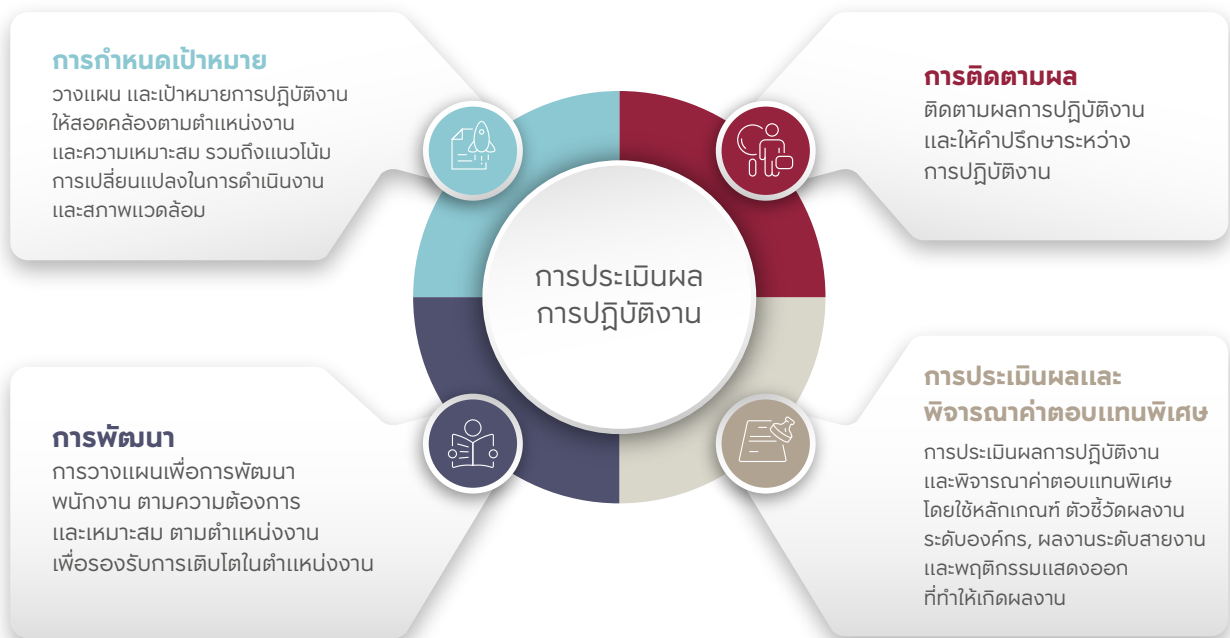 การกำหนดเป้าหมาย
วางแผน และเป้าหมายการปฏิบัติงาน
ให้สอดคล้องตามตำแหน่งงาน
และความเหมาะสม รวมถึงแนวโน้ม
การเปลี่ยนแปลงในการดำเนินงาน
และสภาพแวดล้อม
การติดตามผล
ติดตามผลการปฏิบัติงาน
และให้คำปรึกษาระหว่าง
การปฏิบัติงาน
การประเมินผล
การปฏิบัติงาน
การพัฒนา
การวางแผนเพื่อการพัฒนา
พนักงาน ตามความต้องการ
และเหมาะสม ตามตำแหน่งงาน
เพื่อรองรับการเติบโตในตำแหน่งงาน
การประเมินผลและ
พิจารณาค่าตอบแทนพิเศษ
การประเมินผลการปฏิบัติงาน
และพิจารณาค่าตอบแทนพิเศษ
โดยใช้หลักเกณฑ์ ตัวชี้วัดผลงาน
ระดับองค์กร, ผลงานระดับสายงาน
และพฤติกรรมแสดงออก
ที่ทำให้เกิดผลงาน